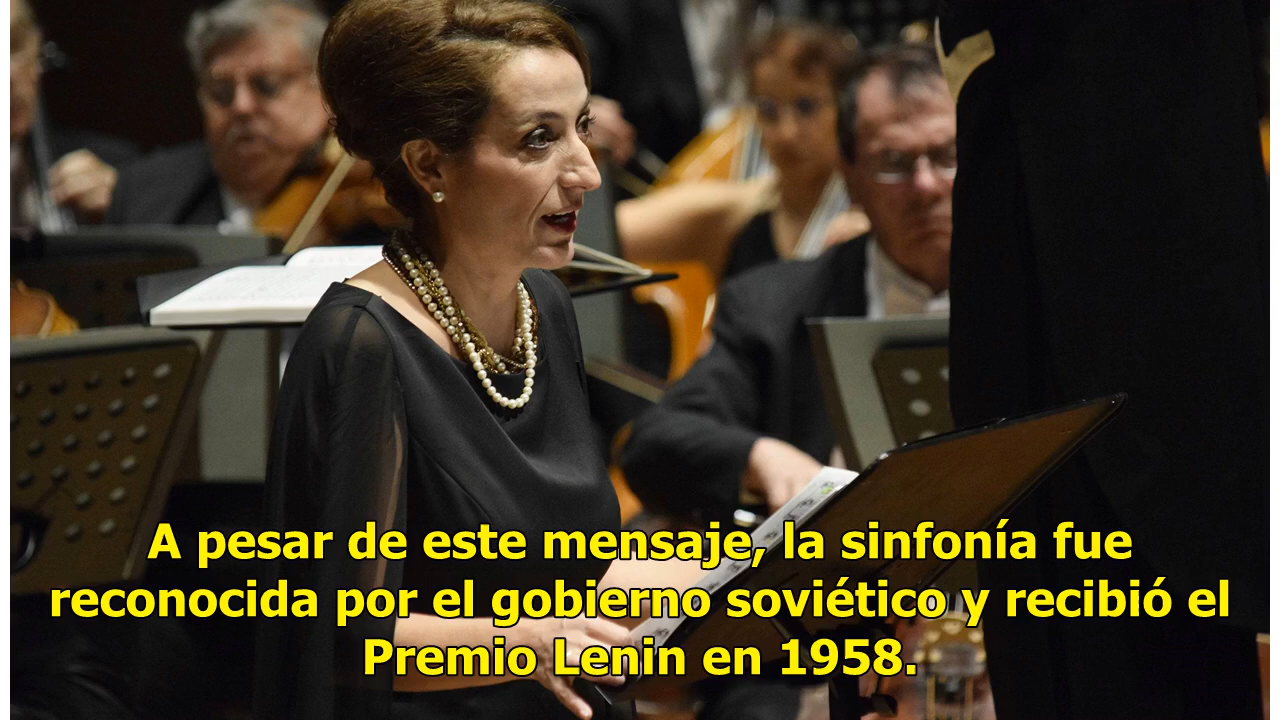 A pesar de este mensaje, la sinfonía fue
reconocida por el gobierno soviético y recibió el
Premio Lenin en 1958.